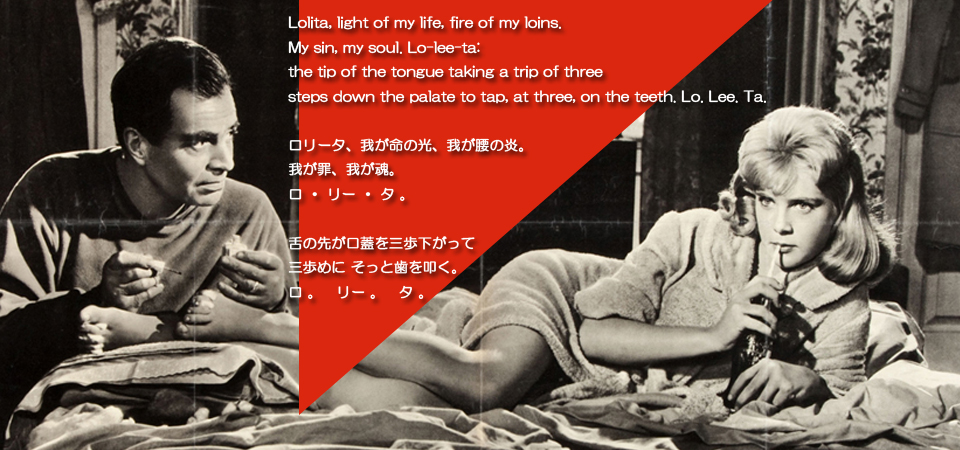 Lolita, light of my life, fire of my loins.
My sin, my soul. Lo-lee-ta:
the tip of the tongue taking a trip of three
steps down the palate to tap, at three, on the teeth. Lo. Lee. Ta.
ロリータ、我が命の光、我が腰の炎。
我が罪、我が魂。
ロ ・ リー ・ タ 。
舌の先が口蓋を三歩下がって
三歩めに そっと歯を叩く。
ロ 。 リー 。 タ 。